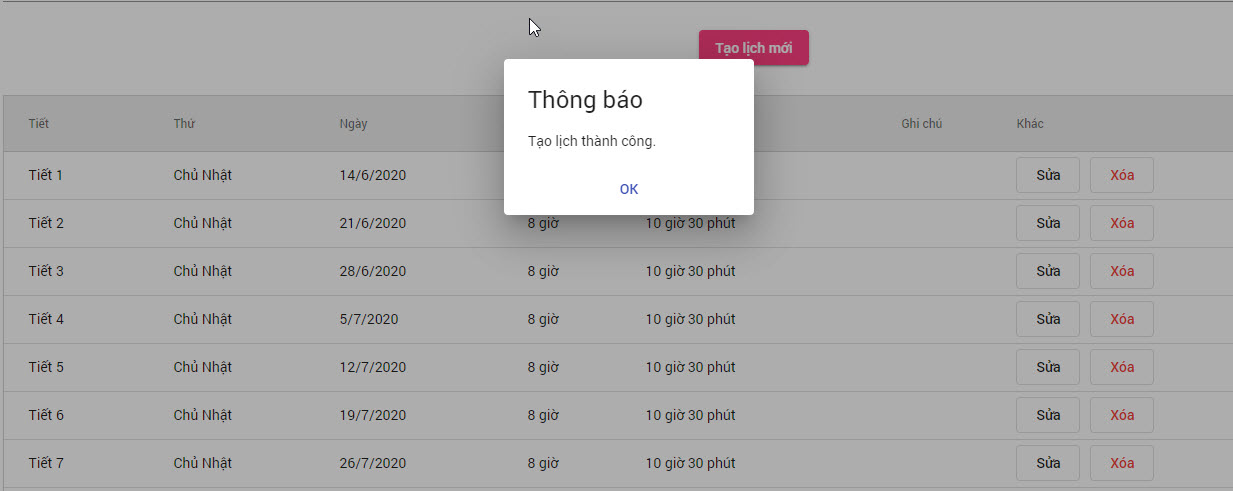 Tạo lịch mới
Thông báo
Tạo lịch thành công.
OK
Tiết Thứ Ngày Ghi chú Khác
Tiết 1 Chủ Nhật 14/6/2020 Sửa Xóa
Tiết 2 Chủ Nhật 21/6/2020 8 giờ 10 giờ 30 phút Sửa Xóa
Tiết 3 Chủ Nhật 28/6/2020 8 giờ 10 giờ 30 phút Sửa Xóa
Tiết 4 Chủ Nhật 5/7/2020 8 giờ 10 giờ 30 phút Sửa Xóa
Tiết 5 Chủ Nhật 12/7/2020 8 giờ 10 giờ 30 phút Sửa Xóa
Tiết 6 Chủ Nhật 19/7/2020 8 giờ 10 giờ 30 phút Sửa Xóa
Tiết 7 Chủ Nhật 26/7/2020 8 giờ 10 giờ 30 phút Sửa Xóa